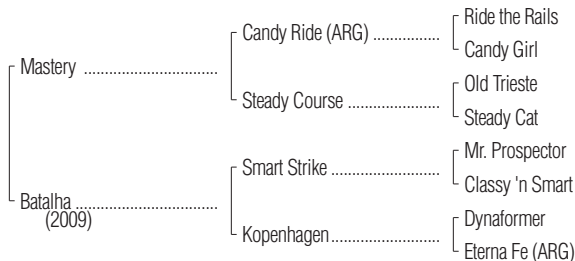 Ride the Rails
Candy Ride (ARG) .................
Candy Girl
Mastery ..................................
Old Trieste
Steady Course .......................
Steady Cat
Mr. Prospector
Smart Strike ...........................
Classy 'n Smart
Batalha ...................................
(2009)
Dynaformer
Kopenhagen...........................
Eterna Fe (ARG)